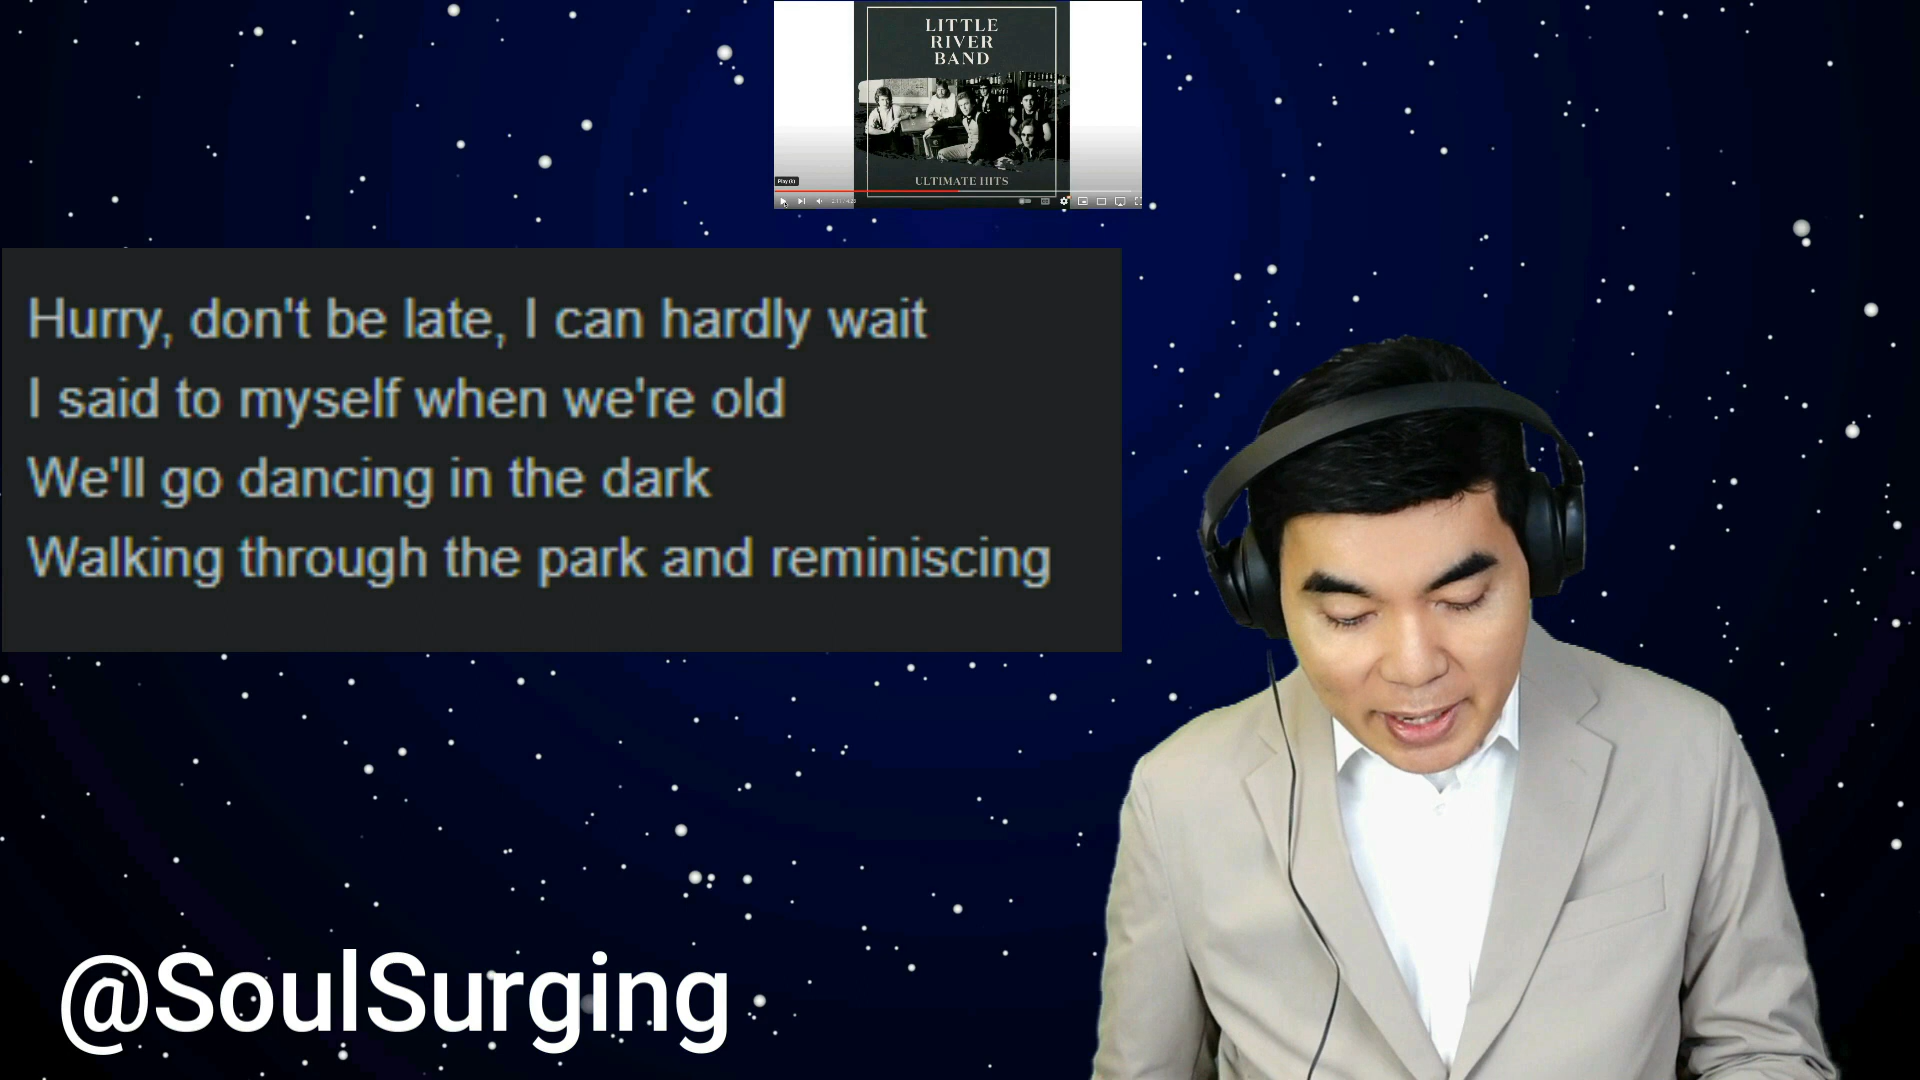 LITTLE
RIVER
BAND
ULTIMATE HITS
Play (k)
Hurry, don't be late, I can hardly wait
I said to myself when we're old
We'll go dancing in the dark
Walking through the park and reminiscing
@SoulSurging